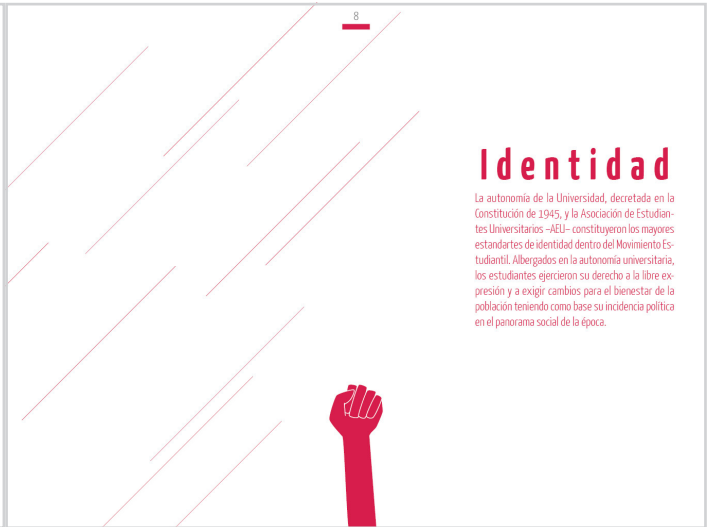 8
Identidad
La autonomía de la Universidad, decretada en la
Constitución de 1945, y la Asociación de Estudian-
tes Universitarios –AEU– constituyeron los mayores
estandartes de identidad dentro del Movimiento Es-
tudiantil. Albergados en la autonomía universitaria,
los estudiantes ejercieron su derecho a la libre ex-
presión y a exigir cambios para el bienestar de la
población teniendo como base su incidencia política
en el panorama social de la época.